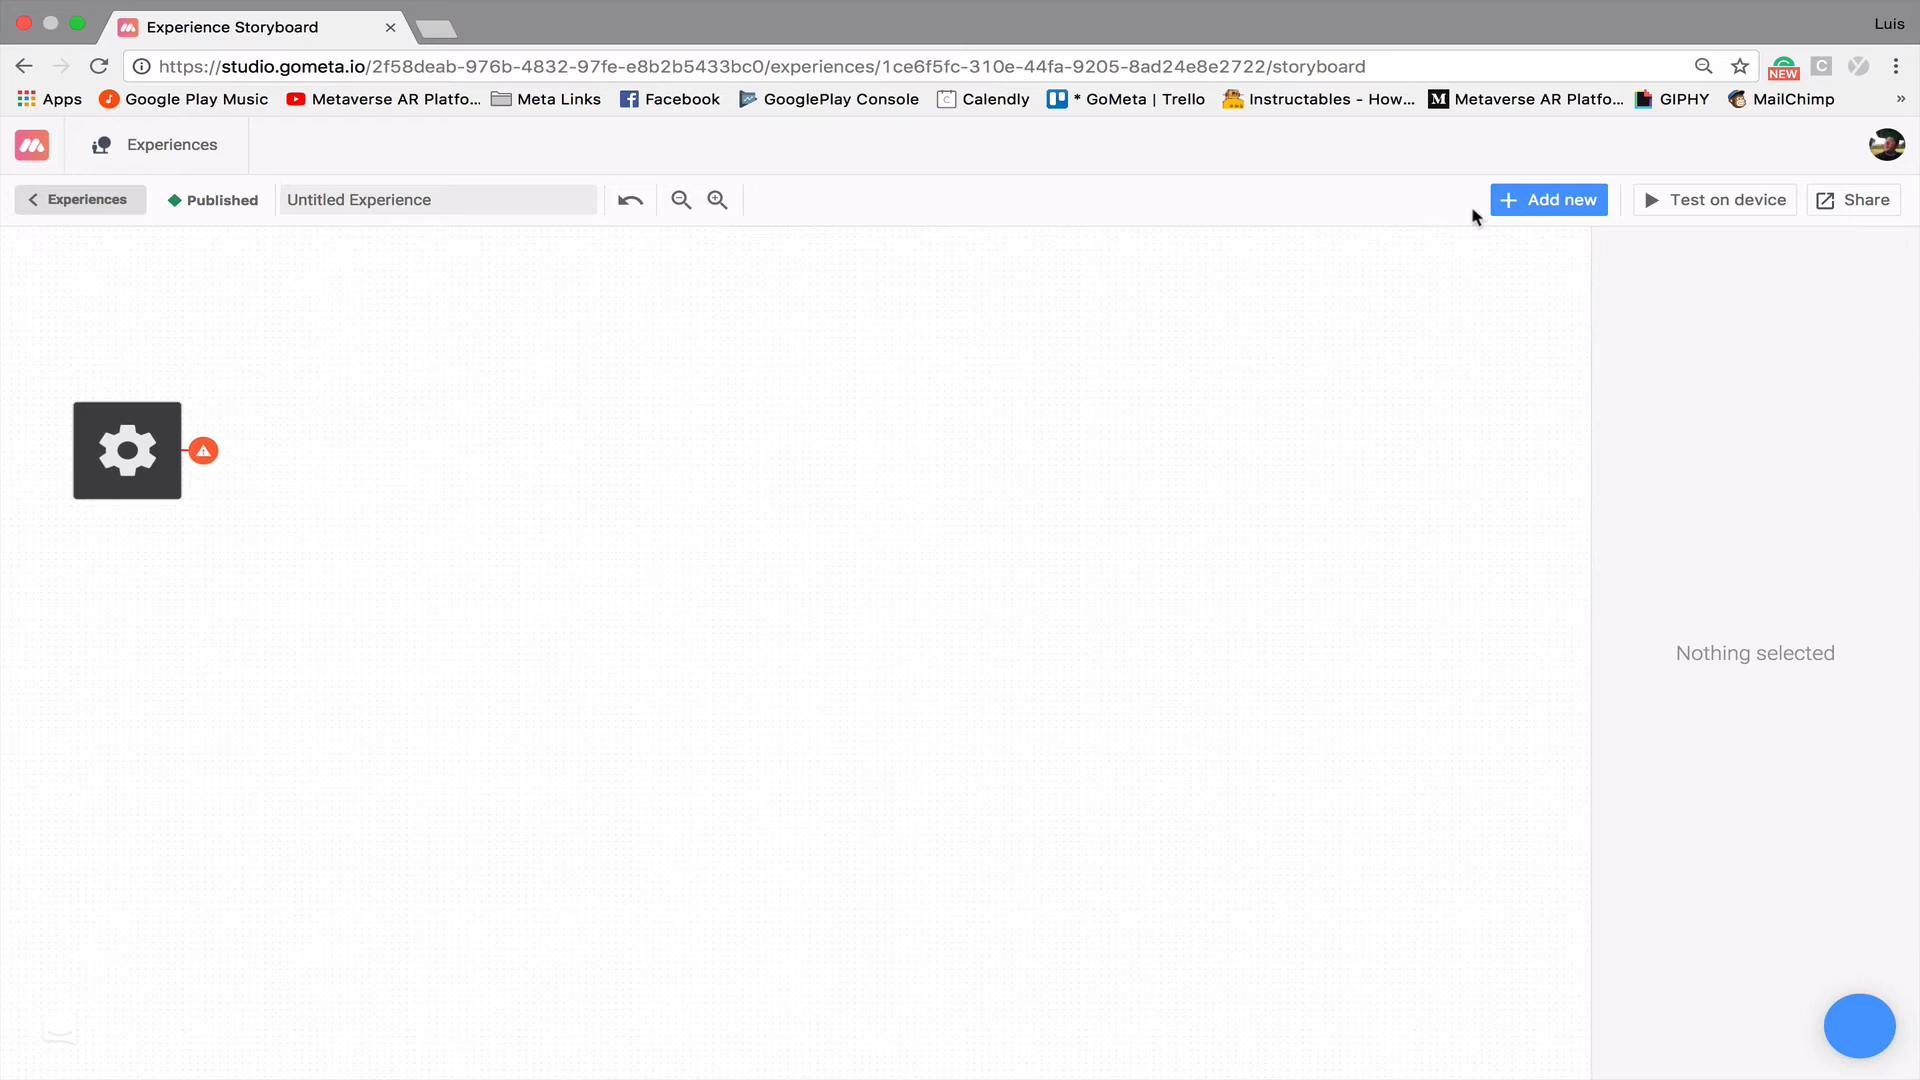 Experience Storyboard
Luis
https://studio.gometa.io/2f58deab-976b-4832-97fe-e8b2b5433bc0/experiences/1ce6f5fc-310e-44fa-9205-8ad24e8e2722/storyboard
NEW
C
Apps
Google Play Music
Metaverse AR Platfo...
Meta Links
Facebook
GooglePlay Console
Calendly
* GoMeta | Trello
Instructables - How...
Metaverse AR Platfo...
GIPHY
MailChimp
»
Experiences
Experiences
Published
Untitled Experience
Add new
Test on device
Share
Nothing selected